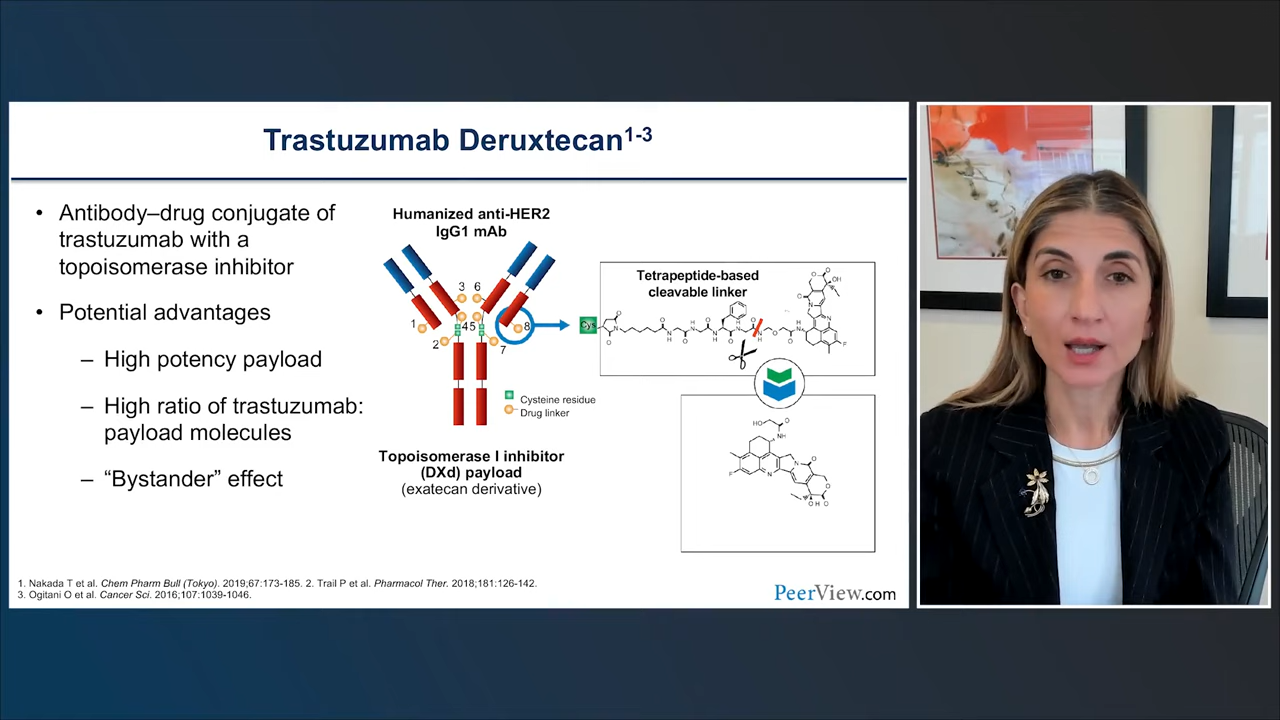 Trastuzumab Deruxtecan1-3
• Antibody–drug conjugate of
trastuzumab with a
topoisomerase inhibitor
• Potential advantages
– High potency payload
– High ratio of trastuzumab:
payload molecules
– “Bystander” effect
Humanized anti-HER2
IgG1 mAb
1
2
3
4
5
6
7
8
Cysteine residue
Drug linker
Topoisomerase I inhibitor
(DXd) payload
(exatecan derivative)
Tetrapeptide-based
cleavable linker
Cys
1. Nakada T et al. Chem Pharm Bull (Tokyo). 2019;67:173-185. 2. Trail P et al. Pharmacol Ther. 2018;181:126-142.
3. Ogitani O et al. Cancer Sci. 2016;107:1039-1046.
PeerView.com